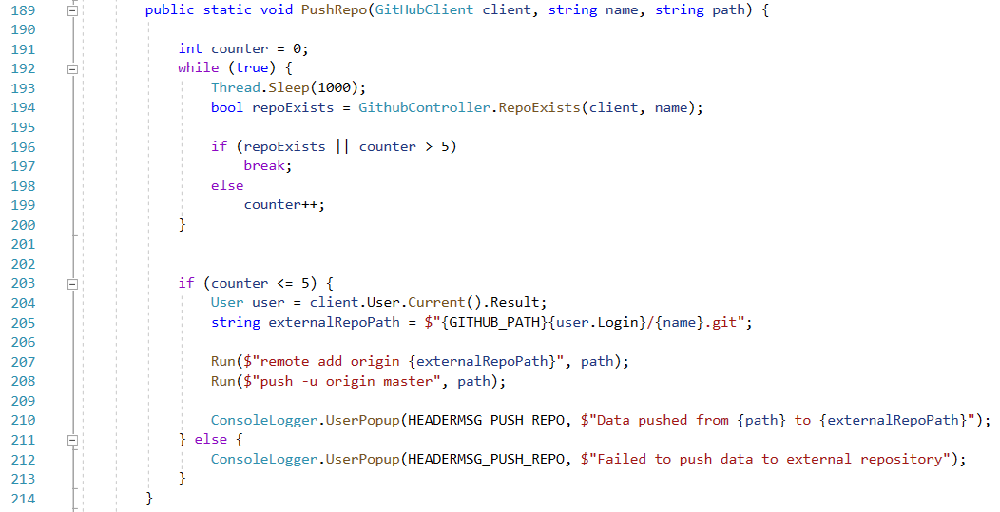 189 public static void PushRepo(GitHubClient client, string name, string path) {
190
191 int counter = 0;
192 while (true) {
193 Thread.Sleep(1000);
194 bool repoExists = GithubController.RepoExists(client, name);
195
196 if (repoExists || counter > 5)
197 break;
198 else
199 counter++;
200 }
201
202
203 if (counter <= 5) {
204 User user = client.User.Current().Result;
205 string externalRepoPath = $"{GITHUB_PATH}{user.Login}/{name}.git";
206
207 Run($"remote add origin {externalRepoPath}", path);
208 Run($"push -u origin master", path);
209
210 ConsoleLogger.UserPopup(HEADERMSG_PUSH_REPO, $"Data pushed from {path} to {externalRepoPath}");
211 } else {
212 ConsoleLogger.UserPopup(HEADERMSG_PUSH_REPO, $"Failed to push data to external repository");
213 }
214 }